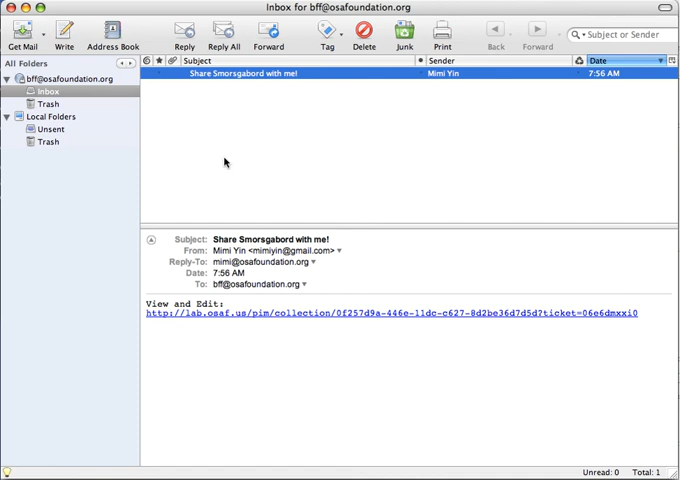 Inbox for bff@osafoundation.org
Get Mail Write Address Book Reply Reply All Forward Tag Delete Junk Print Back Forward Subject or Sender
All Folders Subject Sender Date
bff@osafoundation.org Share Smorsgabord with me! Mimi Yin 7:56 AM
Inbox
Trash
Local Folders
Unsent
Trash
Subject: Share Smorsgabord with me!
From: Mimi Yin <mimiyin@gmail.com>
Reply-To: mimi@osafoundation.org
Date: 7:56 AM
To: bff@osafoundation.org
View and Edit:
http://lab.osaf.us/pim/collection/0f257d9a-446e-11dc-c627-8d2be36d7d5d?ticket=06e6dmxxi0
Unread: 0 Total: 1